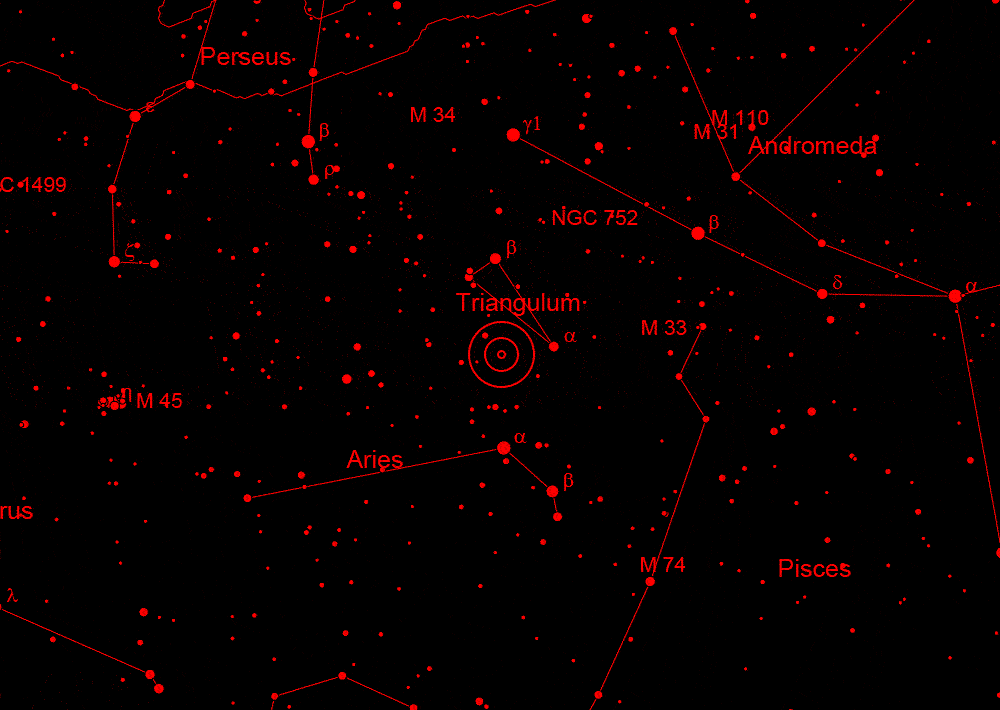 Perseus
ε
β
M 34
γ1
M 110
M 31
Andromeda
ρ
C 1499
NGC 752
β
ζ
β
δ
α
Triangulum
M 33
α
η
M 45
α
Aries
β
rus
M 74
Pisces
λ